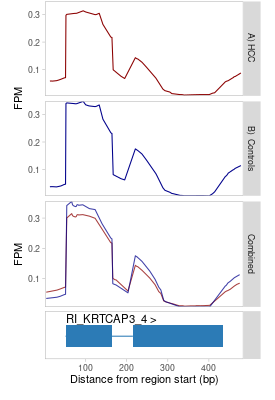 0.3
0.2
0.1
FPM
A) HCC
0.3
0.2
0.1
B) Controls
0.3
0.2
0.1
FPM
Combined
RI_KRTCAP3_4 >
100 200 300 400
Distance from region start (bp)